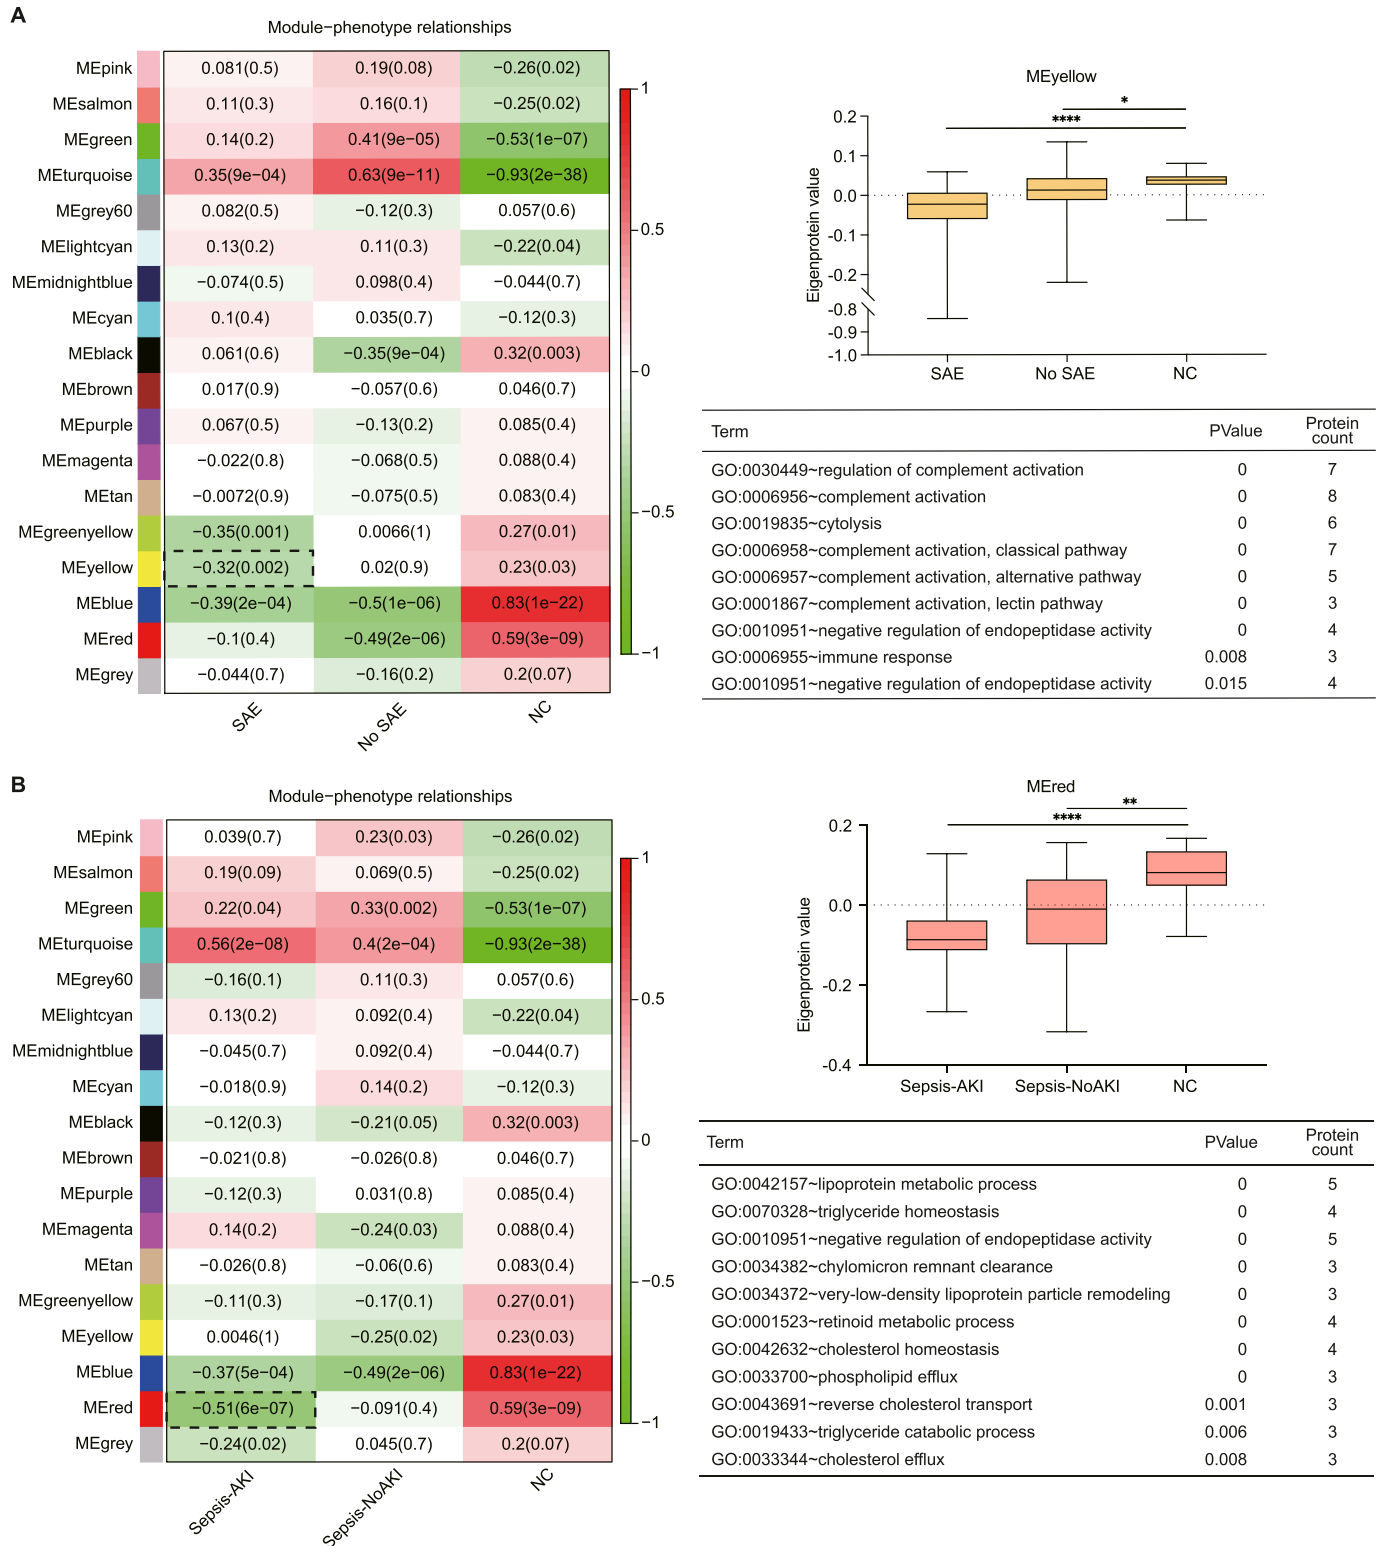 A
Module−phenotype relationships
MEpink 0.081(0.5) 0.19(0.08) −0.26(0.02)
MEsalmon 0.11(0.3) 0.16(0.1) −0.25(0.02)
MEgreen 0.14(0.2) 0.41(9e−05) −0.53(1e−07)
MEturquoise 0.35(9e−04) 0.63(9e−11) −0.93(2e−38)
MEgrey60 0.082(0.5) −0.12(0.3) 0.057(0.6)
MElightcyan 0.13(0.2) 0.11(0.3) −0.22(0.04)
MEmidnightblue −0.074(0.5) 0.098(0.4) −0.044(0.7)
MEcyan 0.1(0.4) 0.035(0.7) −0.12(0.3)
MEblack 0.061(0.6) −0.35(9e−04) 0.32(0.003)
MEbrown 0.017(0.9) −0.057(0.6) 0.046(0.7)
MEpurple 0.067(0.5) −0.13(0.2) 0.085(0.4)
MEmagenta −0.022(0.8) −0.068(0.5) 0.088(0.4)
MEtan −0.0072(0.9) −0.075(0.5) 0.083(0.4)
MEgreenyellow −0.35(0.001) 0.0066(1) 0.27(0.01)
MEyellow −0.32(0.002) 0.02(0.9) 0.23(0.03)
MEblue −0.39(2e−04) −0.5(1e−06) 0.83(1e−22)
MEred −0.1(0.4) −0.49(2e−06) 0.59(3e−09)
MEgrey −0.044(0.7) −0.16(0.2) 0.2(0.07)
SAE No SAE NC
1
0.5
0
−0.5
−1
MEyellow
*
****
Eigenprotein value
0.2
0.1
0.0
-0.1
-0.2
-0.8
-0.9
-1.0
SAE No SAE NC
Term PValue Protein count
GO:0030449~regulation of complement activation 0 7
GO:0006956~complement activation 0 8
GO:0019835~cytolysis 0 6
GO:0006958~complement activation, classical pathway 0 7
GO:0006957~complement activation, alternative pathway 0 5
GO:0001867~complement activation, lectin pathway 0 3
GO:0010951~negative regulation of endopeptidase activity 0 4
GO:0006955~immune response 0.008 3
GO:0010951~negative regulation of endopeptidase activity 0.015 4
B
Module−phenotype relationships
MEpink 0.039(0.7) 0.23(0.03) −0.26(0.02)
MEsalmon 0.19(0.09) 0.069(0.5) −0.25(0.02)
MEgreen 0.22(0.04) 0.33(0.002) −0.53(1e−07)
MEturquoise 0.56(2e−08) 0.4(2e−04) −0.93(2e−38)
MEgrey60 −0.16(0.1) 0.11(0.3) 0.057(0.6)
MElightcyan 0.13(0.2) 0.092(0.4) −0.22(0.04)
MEmidnightblue −0.045(0.7) 0.092(0.4) −0.044(0.7)
MEcyan −0.018(0.9) 0.14(0.2) −0.12(0.3)
MEblack −0.12(0.3) −0.21(0.05) 0.32(0.003)
MEbrown −0.021(0.8) −0.026(0.8) 0.046(0.7)
MEpurple −0.12(0.3) 0.031(0.8) 0.085(0.4)
MEmagenta 0.14(0.2) −0.24(0.03) 0.088(0.4)
MEtan −0.026(0.8) −0.06(0.6) 0.083(0.4)
MEgreenyellow −0.11(0.3) −0.17(0.1) 0.27(0.01)
MEyellow 0.0046(1) −0.25(0.02) 0.23(0.03)
MEblue −0.37(5e−04) −0.49(2e−06) 0.83(1e−22)
MEred −0.51(6e−07) −0.091(0.4) 0.59(3e−09)
MEgrey −0.24(0.02) 0.045(0.7) 0.2(0.07)
Sepsis-AKI Sepsis-NoAKI NC
1
0.5
0
−0.5
−1
MEred
**
****
Eigenprotein value
0.2
0.0
-0.2
-0.4
Sepsis-AKI Sepsis-NoAKI NC
Term PValue Protein count
GO:0042157~lipoprotein metabolic process 0 5
GO:0070328~triglyceride homeostasis 0 4
GO:0010951~negative regulation of endopeptidase activity 0 5
GO:0034382~chylomicron remnant clearance 0 3
GO:0034372~very-low-density lipoprotein particle remodeling 0 3
GO:0001523~retinoid metabolic process 0 4
GO:0042632~cholesterol homeostasis 0 4
GO:0033700~phospholipid efflux 0 3
GO:0043691~reverse cholesterol transport 0.001 3
GO:0019433~triglyceride catabolic process 0.006 3
GO:0033344~cholesterol efflux 0.008 3